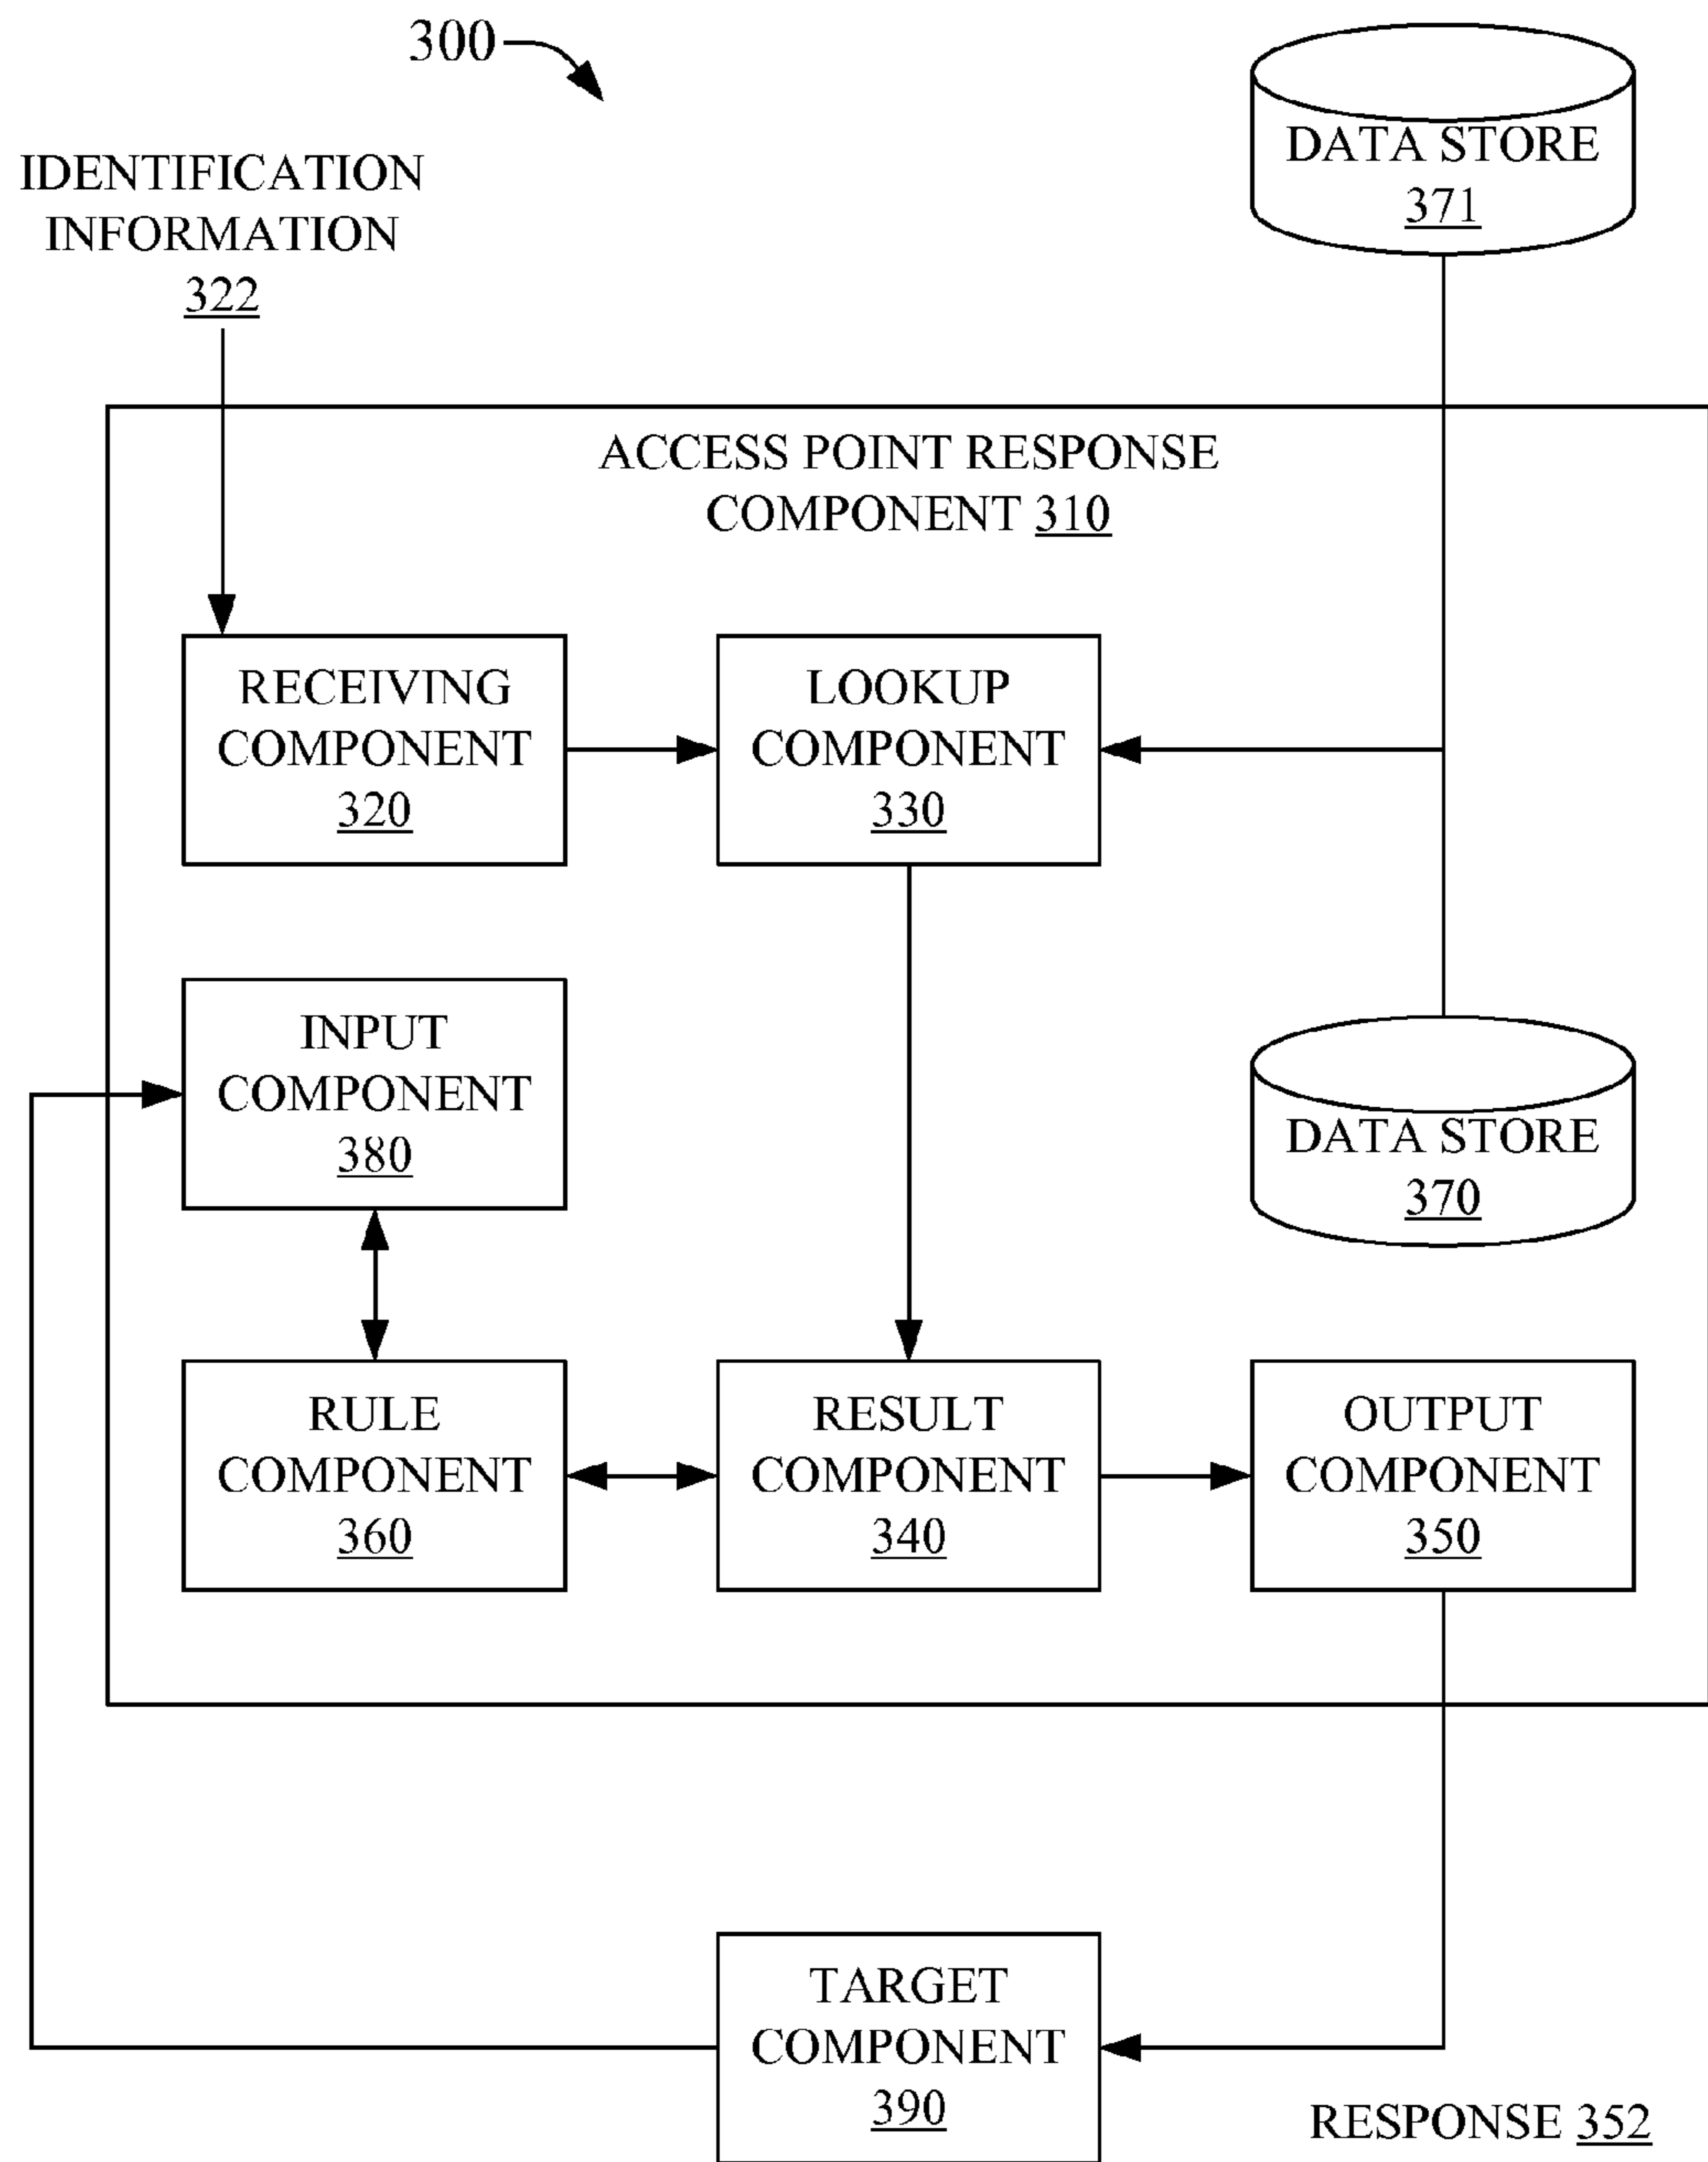 300
IDENTIFICATION
INFORMATION
322
DATA STORE
371
ACCESS POINT RESPONSE
COMPONENT 310
RECEIVING
COMPONENT
320
LOOKUP
COMPONENT
330
INPUT
COMPONENT
380
DATA STORE
370
RULE
COMPONENT
360
RESULT
COMPONENT
340
OUTPUT
COMPONENT
350
TARGET
COMPONENT
390
RESPONSE 352